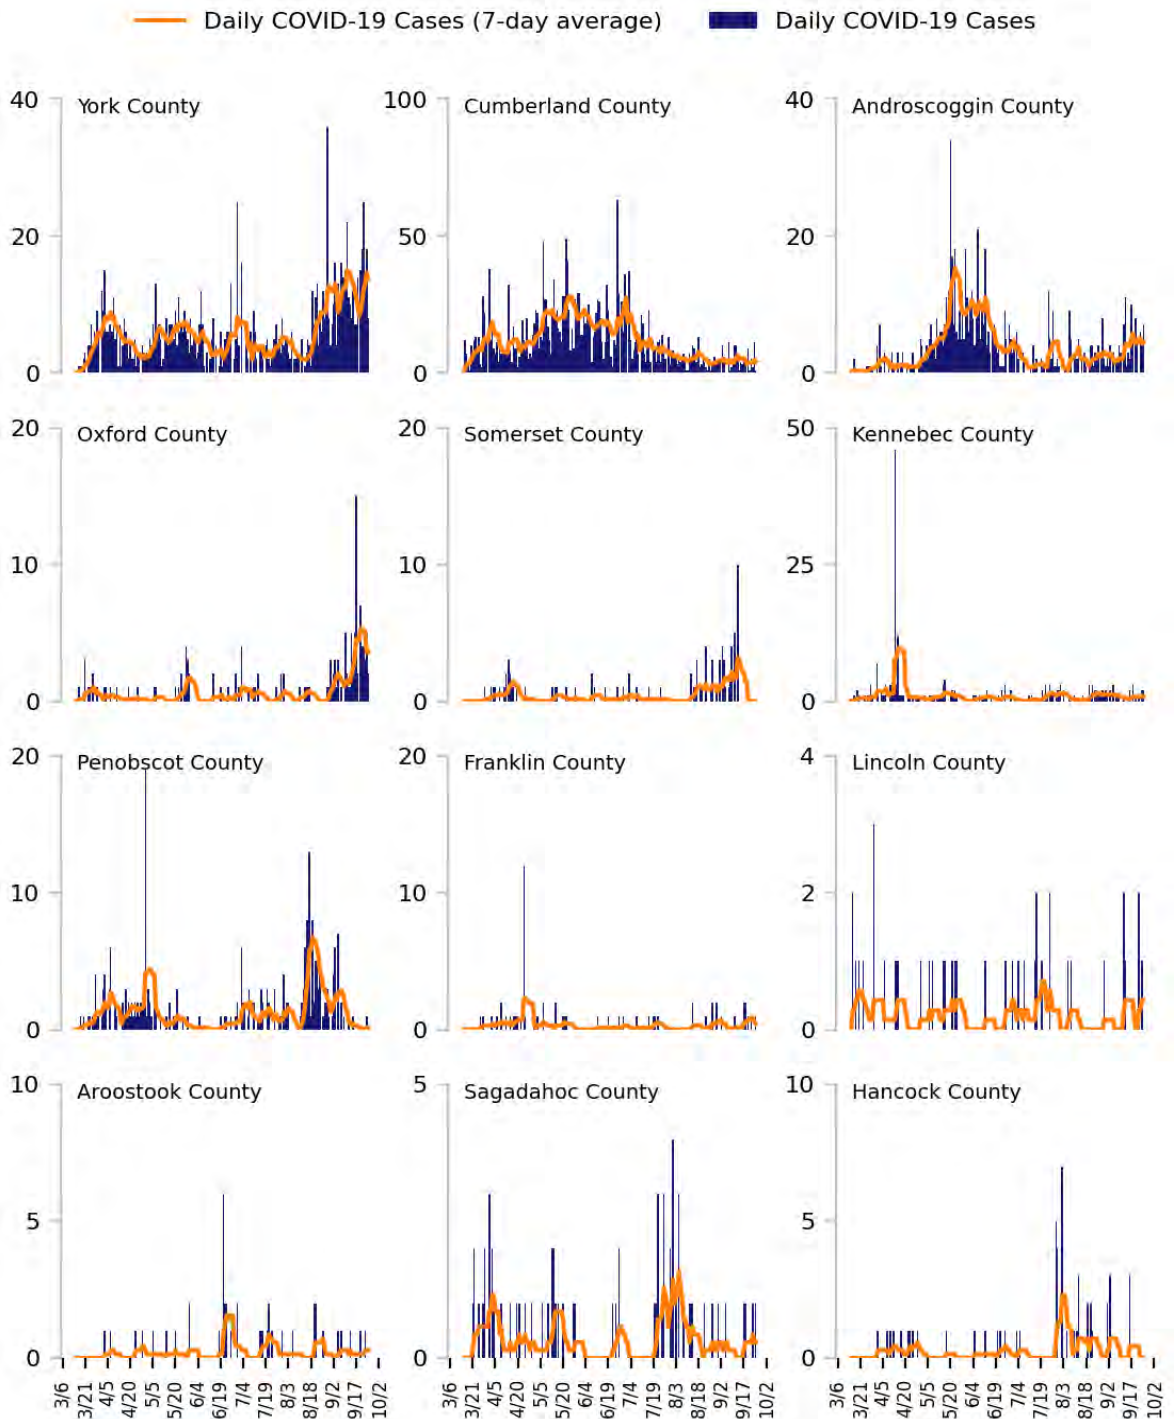 Daily COVID-19 Cases (7-day average) Daily COVID-19 Cases
40 York County 100 Cumberland County 40 Androscoggin County
20 50 20
0 0 0
20 Oxford County 20 Somerset County 50 Kennebec County
10 10 25
0 0 0
20 Penobscot County 20 Franklin County 4 Lincoln County
10 10 2
0 0 0
10 Aroostook County 5 Sagadahoc County 10 Hancock County
5 5
0 0 0
3/6 3/21 4/5 4/20 5/5 5/20 6/4 6/19 7/4 7/19 8/3 8/18 9/2 9/17 10/2 3/6 3/21 4/5 4/20 5/5 5/20 6/4 6/19 7/4 7/19 8/3 8/18 9/2 9/17 10/2 3/6 3/21 4/5 4/20 5/5 5/20 6/4 6/19 7/4 7/19 8/3 8/18 9/2 9/17 10/2